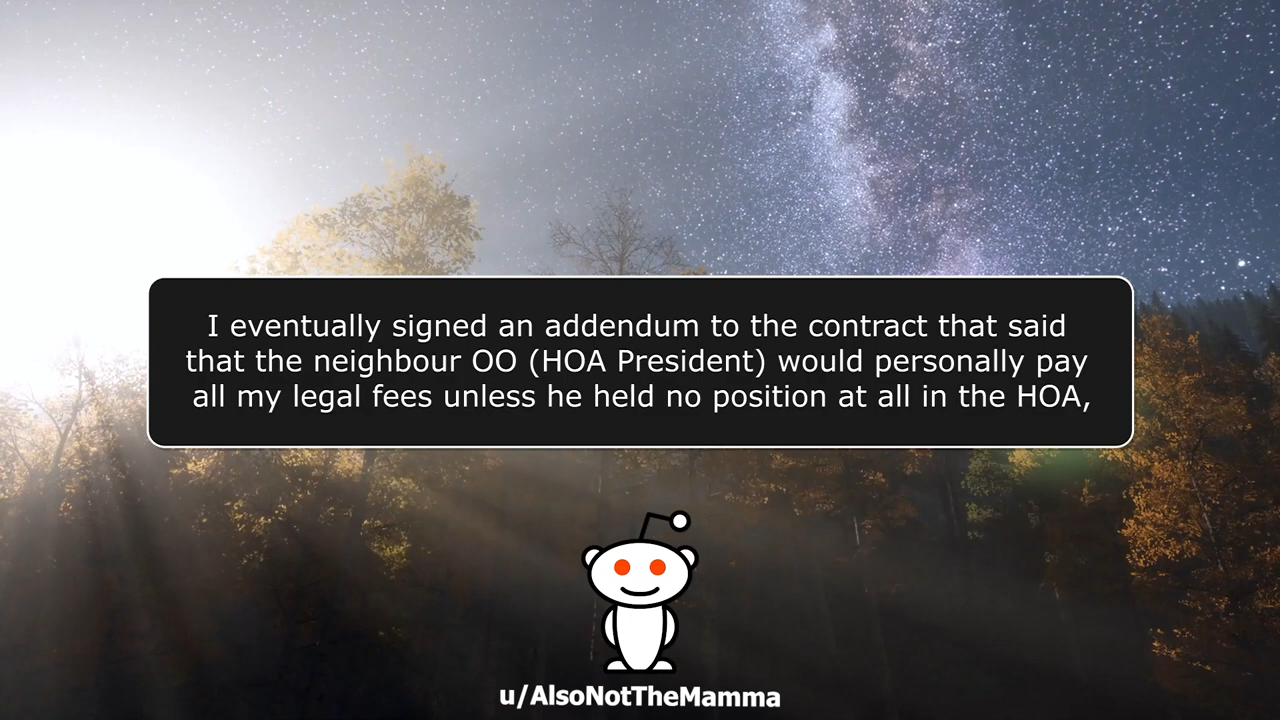 I eventually signed an addendum to the contract that said
that the neighbour OO (HOA President) would personally pay
all my legal fees unless he held no position at all in the HOA,
u/AlsoNotTheMamma